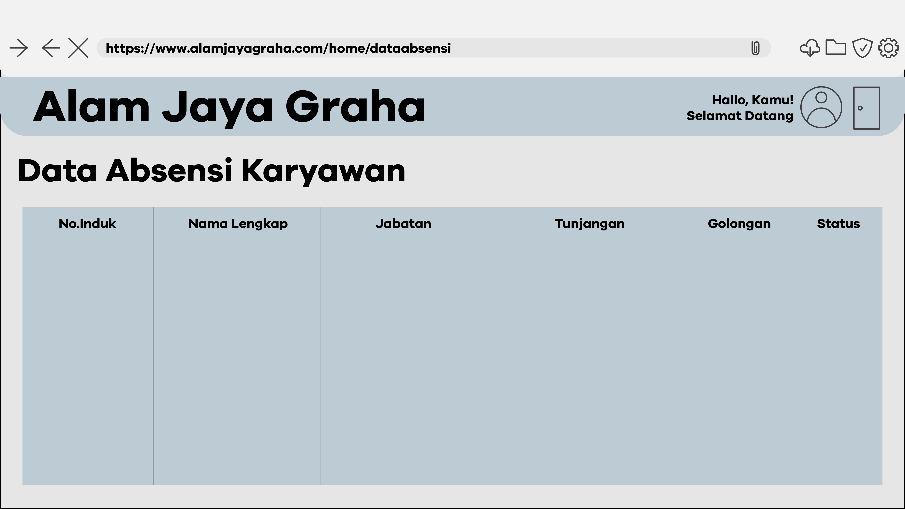 https://www.alamjayagraha.com/home/dataabsensi
Alam Jaya Graha
Hallo, Kamu!
Selamat Datang
Data Absensi Karyawan
No.Induk Nama Lengkap Jabatan Tunjangan Golongan Status